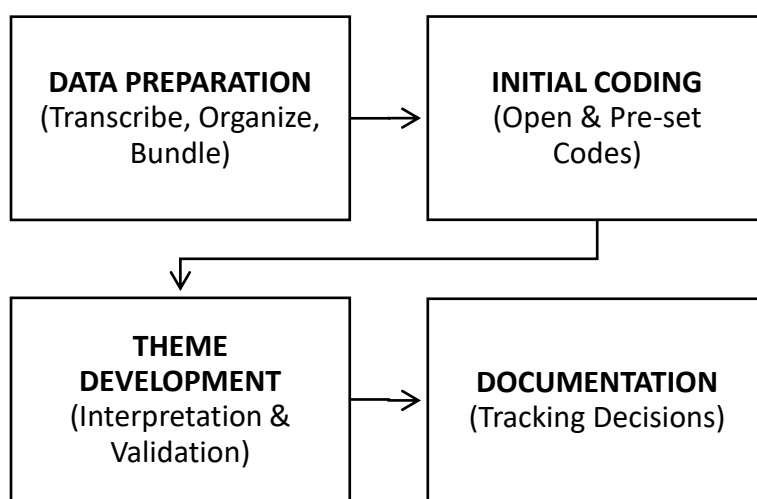 DATA PREPARATION
(Transcribe, Organize,
Bundle)
INITIAL CODING
(Open & Pre-set
Codes)
THEME
DEVELOPMENT
(Interpretation &
Validation)
DOCUMENTATION
(Tracking Decisions)